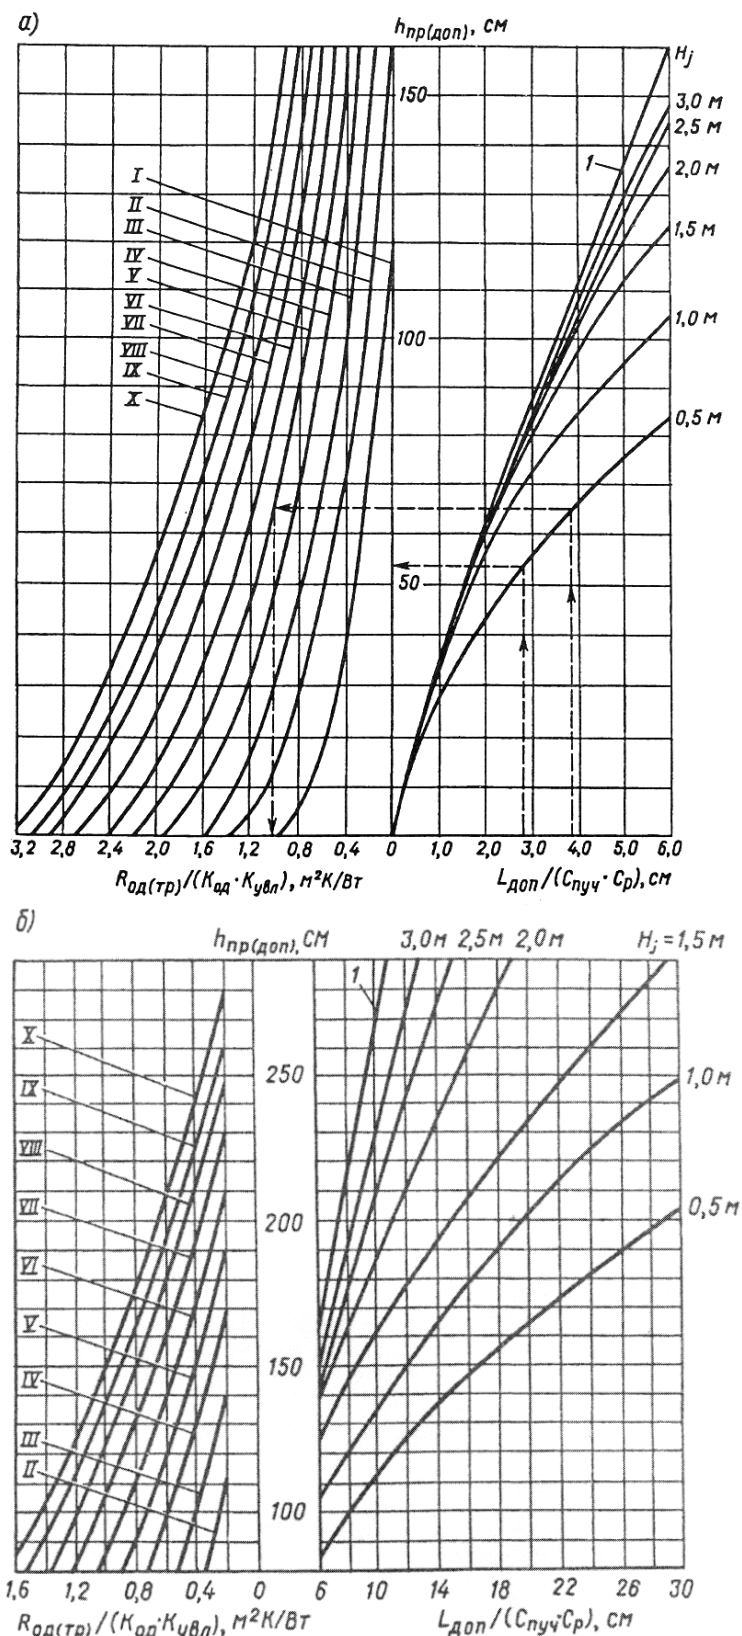 а)
h пр(доп), см
H j
150
3,0 м
2,5 м
1
I
2,0 м
II
III
1,5 м
IV
V
VI
1,0 м
VII
100
VIII
IX
X
0,5 м
50
3,2 2,8 2,4 2,0 1,6 1,2 0,8 0,4 0 1,0 2,0 3,0 4,0 5,0 6,0
R од(тр)/(К од · К увл), м²К/Вт L доп/(С пуч · С р), см
б)
h пр(доп), см 3,0 м 2,5 м 2,0 м H j = 1,5 м
1
X
250
1,0 м
IX
VIII
200
0,5 м
VII
VI
V
150
IV
III
II
100
1,6 1,2 0,8 0,4 0 6 10 14 18 22 26 30
R од(тр)/(К од · К увл), м²К/Вт L доп/(С пуч · С р), см